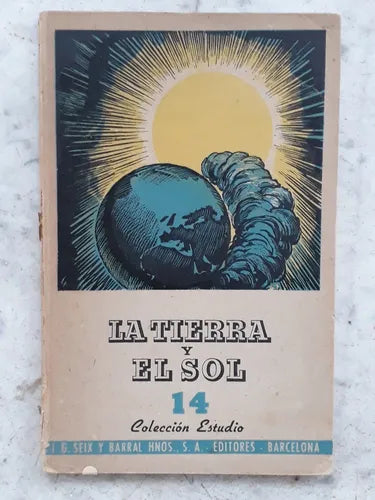 LA TIERRA
Y
EL SOL
14
Colección Estudio
I. G. SEIX Y BARRAL HNOS., S. A. - EDITORES - BARCELONA